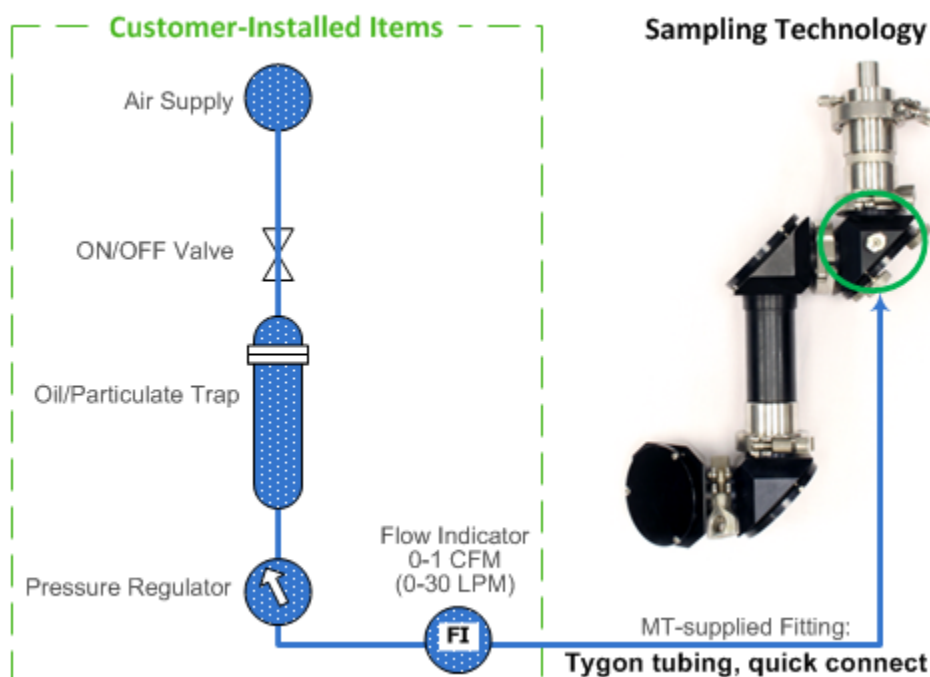 Customer-Installed Items
Sampling Technology
Air Supply
ON/OFF Valve
Oil/Particulate Trap
Flow Indicator
0-1 CFM
(0-30 LPM)
Pressure Regulator
FI
MT-supplied Fitting:
Tygon tubing, quick connect